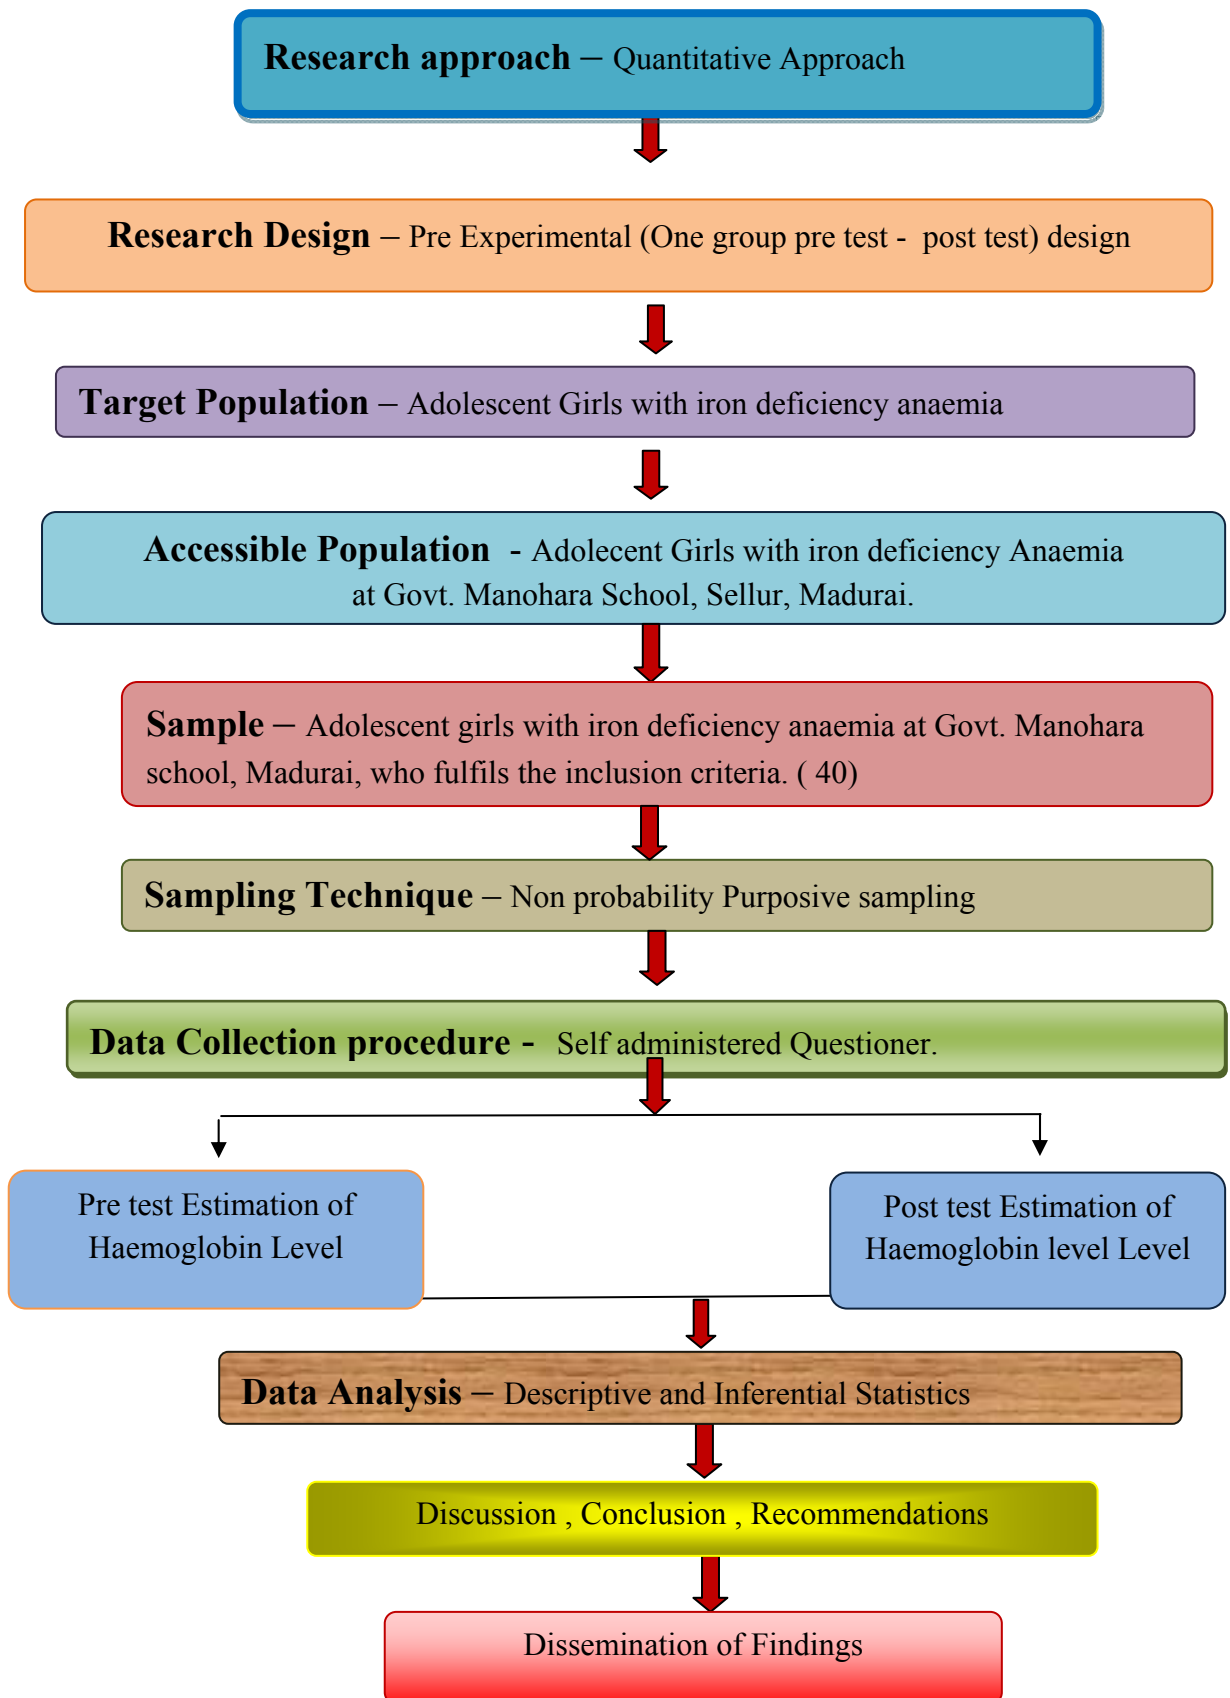 Research approach – Quantitative Approach
Research Design – Pre Experimental (One group pre test - post test) design
Target Population – Adolescent Girls with iron deficiency anaemia
Accessible Population - Adolecent Girls with iron deficiency Anaemia
at Govt. Manohara School, Sellur, Madurai.
Sample – Adolescent girls with iron deficiency anaemia at Govt. Manohara
school, Madurai, who fulfils the inclusion criteria. ( 40)
Sampling Technique – Non probability Purposive sampling
Data Collection procedure - Self administered Questioner.
Pre test Estimation of
Haemoglobin Level
Post test Estimation of
Haemoglobin level Level
Data Analysis – Descriptive and Inferential Statistics
Discussion , Conclusion , Recommendations
Dissemination of Findings